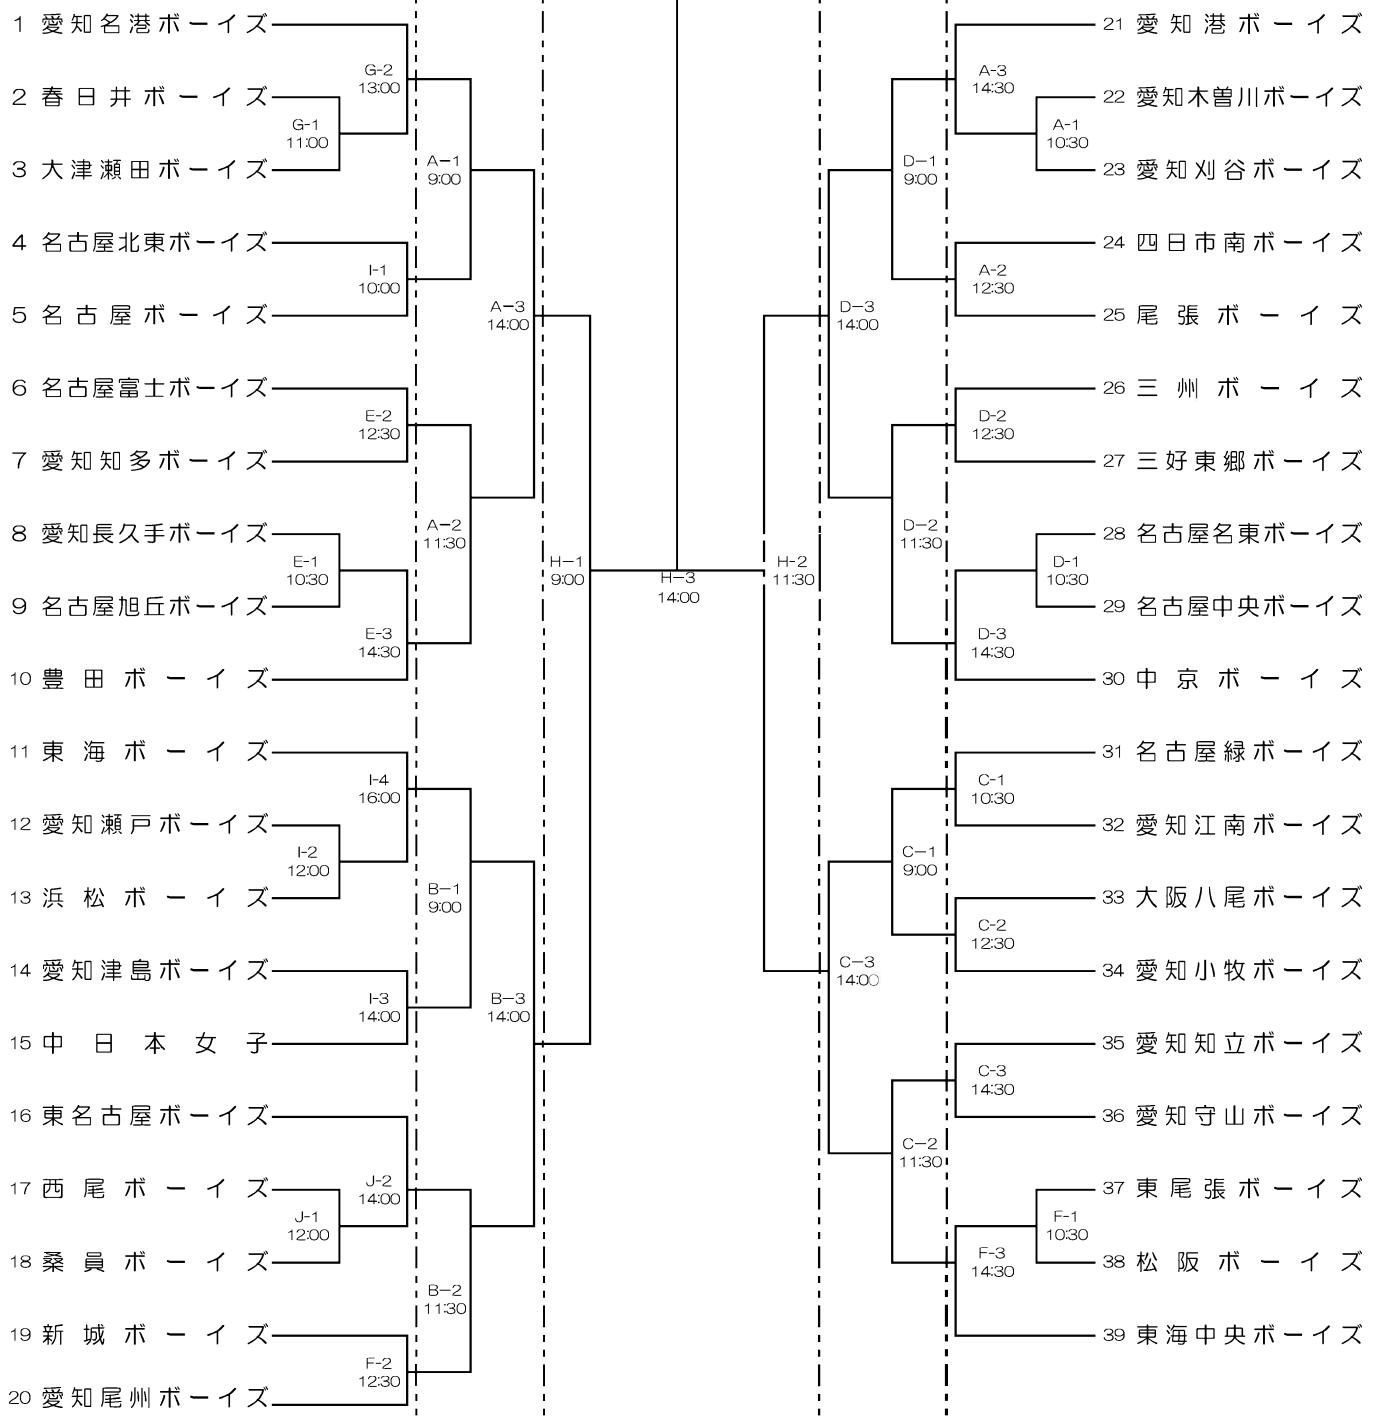 1 愛知名港ボーイズ
2 春日井ボーイズ
3 大津瀬田ボーイズ
4 名古屋北東ボーイズ
5 名古屋ボーイズ
6 名古屋富士ボーイズ
7 愛知知多ボーイズ
8 愛知長久手ボーイズ
9 名古屋旭丘ボーイズ
10 豊田ボーイズ
11 東海ボーイズ
12 愛知瀬戸ボーイズ
13 浜松ボーイズ
14 愛知津島ボーイズ
15 中日本女子
16 東名古屋ボーイズ
17 西尾ボーイズ
18 桑員ボーイズ
19 新城ボーイズ
20 愛知尾州ボーイズ
G-1
11:00
E-1
10:30
I-2
12:00
J-1
12:00
G-2
13:00
I-1
10:00
E-2
12:30
E-3
14:30
I-4
16:00
I-3
14:00
J-2
14:00
F-2
12:30
A-1
9:00
A-2
11:30
B-1
9:00
B-2
11:30
A-3
14:00
B-3
14:00
H-1
9:00
H-3
14:00
H-2
11:30
D-3
14:00
C-3
14:00
D-1
9:00
D-2
11:30
C-1
9:00
C-2
11:30
A-3
14:30
A-2
12:30
D-2
12:30
D-3
14:30
C-1
10:30
C-2
12:30
C-3
14:30
F-3
14:30
A-1
10:30
D-1
10:30
F-1
10:30
21 愛知港ボーイズ
22 愛知木曽川ボーイズ
23 愛知刈谷ボーイズ
24 四日市南ボーイズ
25 尾張ボーイズ
26 三州ボーイズ
27 三好東郷ボーイズ
28 名古屋名東ボーイズ
29 名古屋中央ボーイズ
30 中京ボーイズ
31 名古屋緑ボーイズ
32 愛知江南ボーイズ
33 大阪八尾ボーイズ
34 愛知小牧ボーイズ
35 愛知知立ボーイズ
36 愛知守山ボーイズ
37 東尾張ボーイズ
38 松阪ボーイズ
39 東海中央ボーイズ